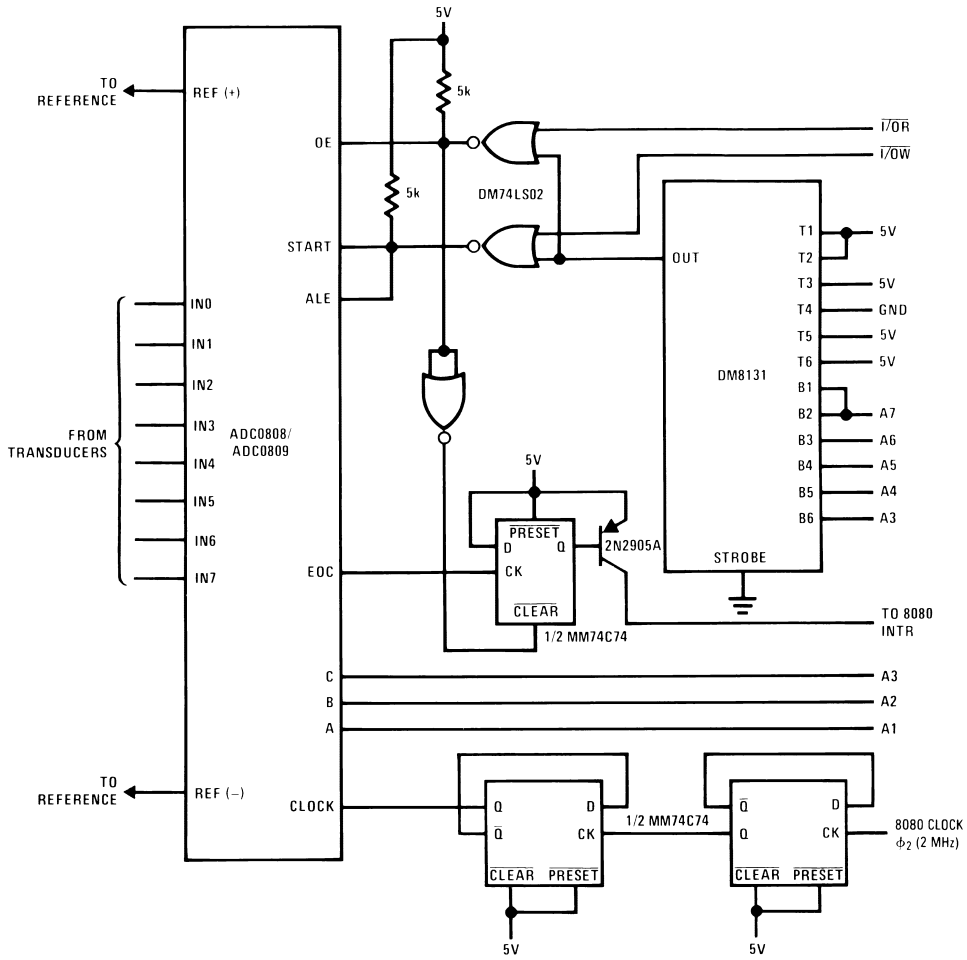 5V
TO
REFERENCE
REF (+)
5k
OE
I/OR
I/OW
DM74LS02
5k
START
ALE
OUT
T1
5V
T2
T3
5V
T4
GND
T5
5V
T6
5V
DM8131
B1
B2
A7
B3
A6
B4
A5
B5
A4
B6
A3
STROBE
IN0
IN1
IN2
IN3
IN4
IN5
IN6
IN7
FROM
TRANSDUCERS
ADC0808/
ADC0809
5V
PRESET
D
Q
CK
CLEAR
2N2905A
1/2 MM74C74
EOC
TO 8080
INTR
C
A3
B
A2
A
A1
TO
REFERENCE
REF (−)
CLOCK
Q
D
Q̅
CK
CLEAR
PRESET
5V
1/2 MM74C74
Q̅
D
Q
CK
CLEAR
PRESET
5V
8080 CLOCK
ϕ₂ (2 MHz)